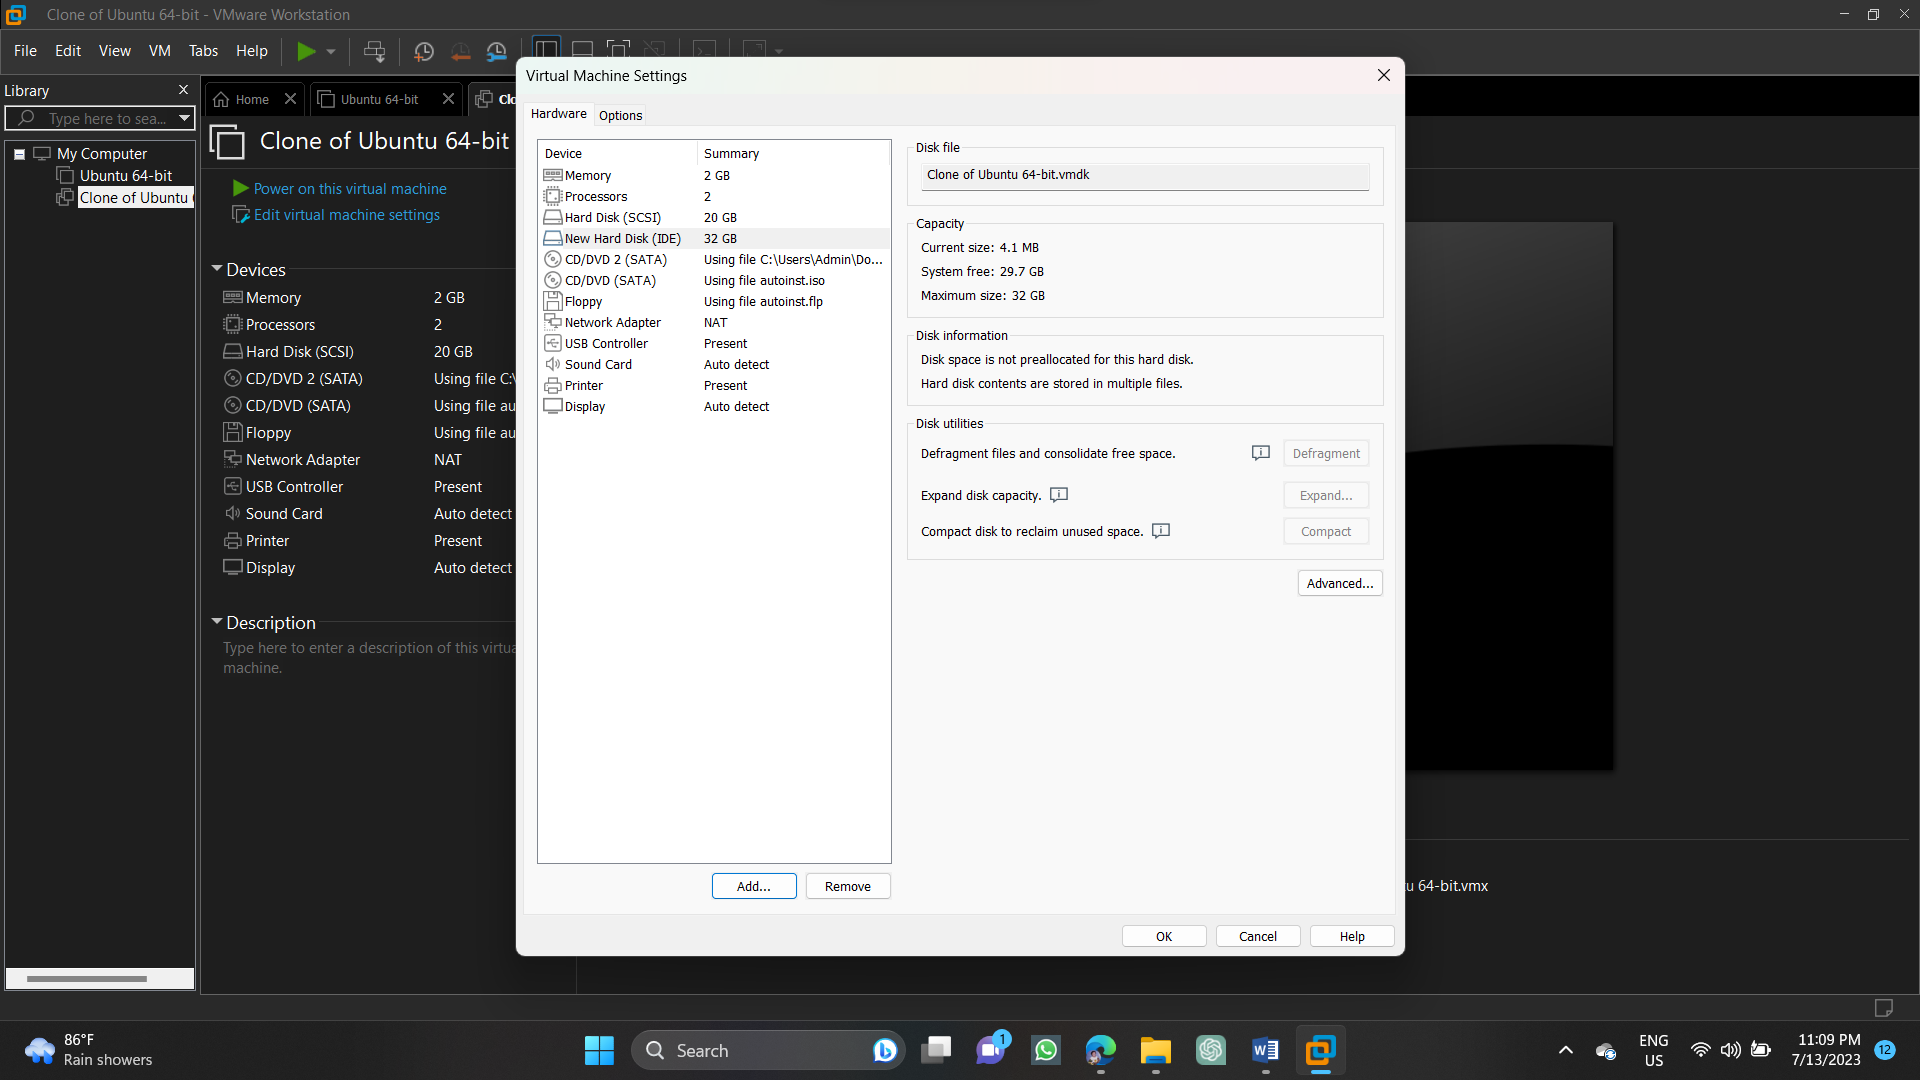 Clone of Ubuntu 64-bit - VMware Workstation
File Edit View VM Tabs Help
Library
Type here to sea...
My Computer
Ubuntu 64-bit
Clone of Ubuntu
Home
Ubuntu 64-bit
Clo
Clone of Ubuntu 64-bit
Power on this virtual machine
Edit virtual machine settings
Devices
Memory 2 GB
Processors 2
Hard Disk (SCSI) 20 GB
CD/DVD 2 (SATA) Using file C:\
CD/DVD (SATA) Using file au
Floppy Using file au
Network Adapter NAT
USB Controller Present
Sound Card Auto detect
Printer Present
Display Auto detect
Description
Type here to enter a description of this virtua
machine.
Virtual Machine Settings
Hardware Options
Device Summary
Memory 2 GB
Processors 2
Hard Disk (SCSI) 20 GB
New Hard Disk (IDE) 32 GB
CD/DVD 2 (SATA) Using file C:\Users\Admin\Do...
CD/DVD (SATA) Using file autoinst.iso
Floppy Using file autoinst.flp
Network Adapter NAT
USB Controller Present
Sound Card Auto detect
Printer Present
Display Auto detect
Add... Remove
Disk file
Clone of Ubuntu 64-bit.vmdk
Capacity
Current size: 4.1 MB
System free: 29.7 GB
Maximum size: 32 GB
Disk information
Disk space is not preallocated for this hard disk.
Hard disk contents are stored in multiple files.
Disk utilities
Defragment files and consolidate free space. Defragment
Expand disk capacity. Expand...
Compact disk to reclaim unused space. Compact
Advanced...
OK Cancel Help
u 64-bit.vmx
86°F
Rain showers
Search
1
ENG
US
11:09 PM
7/13/2023
12